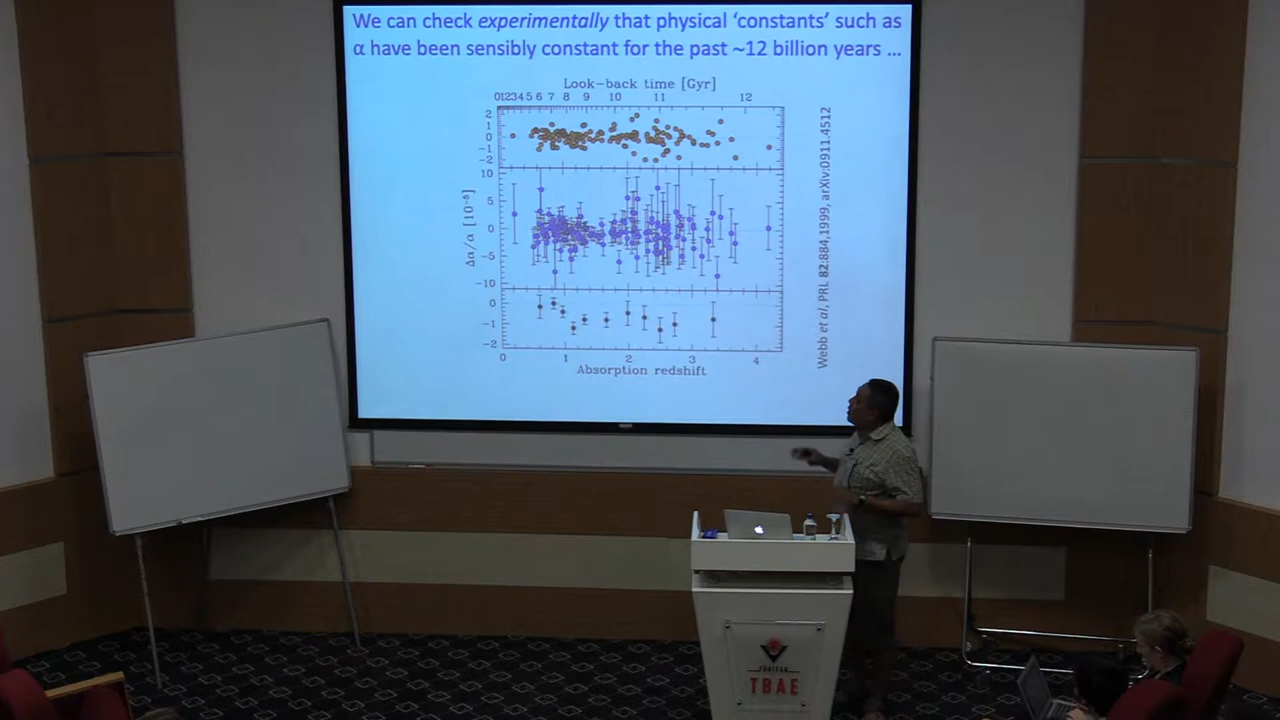 We can check experimentally that physical ‘constants’ such as
α have been sensibly constant for the past ~12 billion years ...
Look-back time [Gyr]
0 1 2 3 4 5 6 7 8 9 10 11 12
2
1
0
-1
-2
10
5
0
-5
-10
0
-1
-2
Δα/α [10⁻⁵]
0 1 2 3 4
Absorption redshift
Webb et al, PRL 82:884,1999, arXiv:0911.4512
TÜBİTAK
TBAE